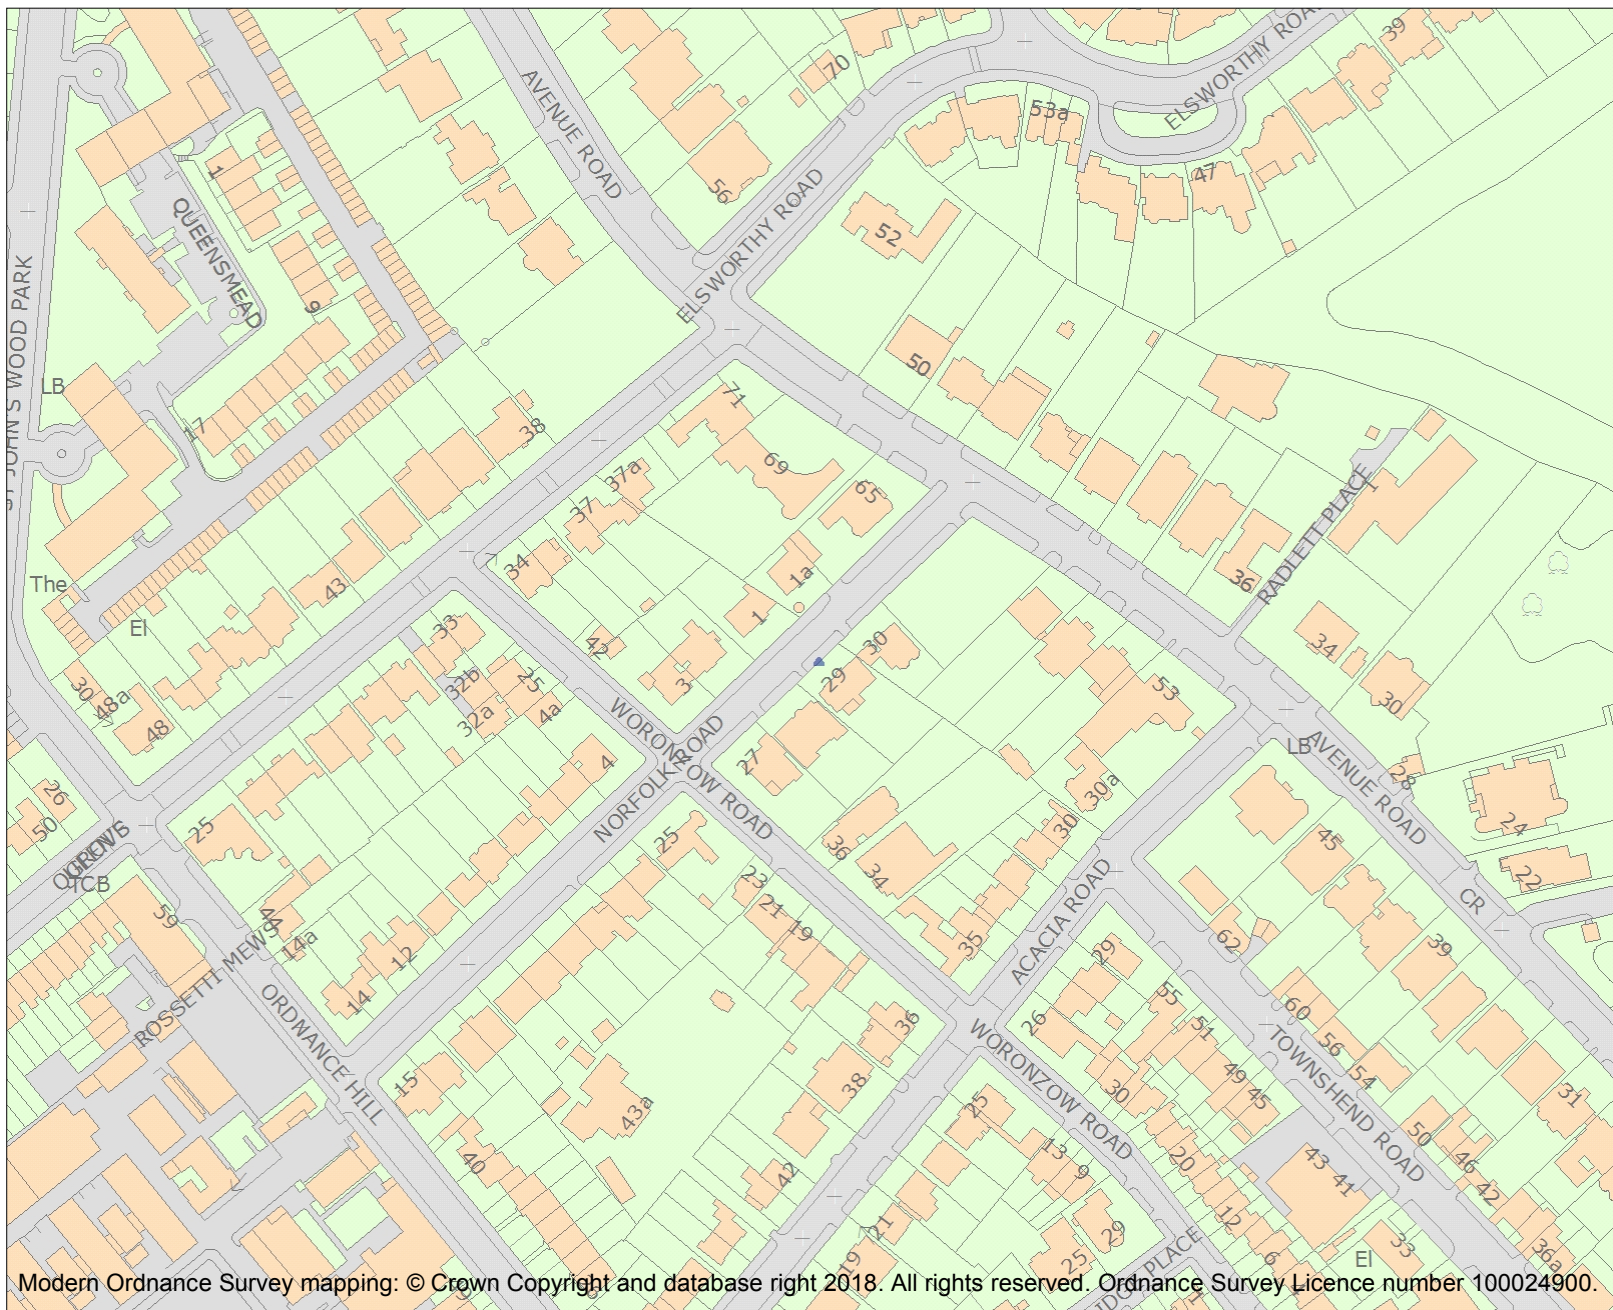 AVENUE ROAD
70
39
ELSWORTHY ROAD
53a
47
1
56
ELSWORTHY ROAD
52
QUEENSMEAD
9
ST JOHN'S WOOD PARK
LB
17
38
50
71
69
65
37a
37
34
1a
1
RADLETT PLACE
1
36
The
El
43
33
42
3
30
29
34
30
53
30
48a
48
32b
32a
25
4a
WORONZOW ROAD
NORFOLK ROAD
27
4
LB
AVENUE ROAD
28
24
22
26
50
25
TCB
59
44
14a
12
14
ROSSETTI MEWS
ORDNANCE HILL
25
23
21
19
36
34
30a
30
35
ACACIA ROAD
45
CR
39
62
29
55
51
60
56
54
49
45
26
36
38
15
43a
40
42
WORONZOW ROAD
TOWNSHEND ROAD
30
25
13
9
20
12
6
31
50
46
42
43
41
33
36a
El
21
19
29
25
Modern Ordnance Survey mapping: © Crown Copyright and database right 2018. All rights reserved. Ordnance Survey Licence number 100024900.